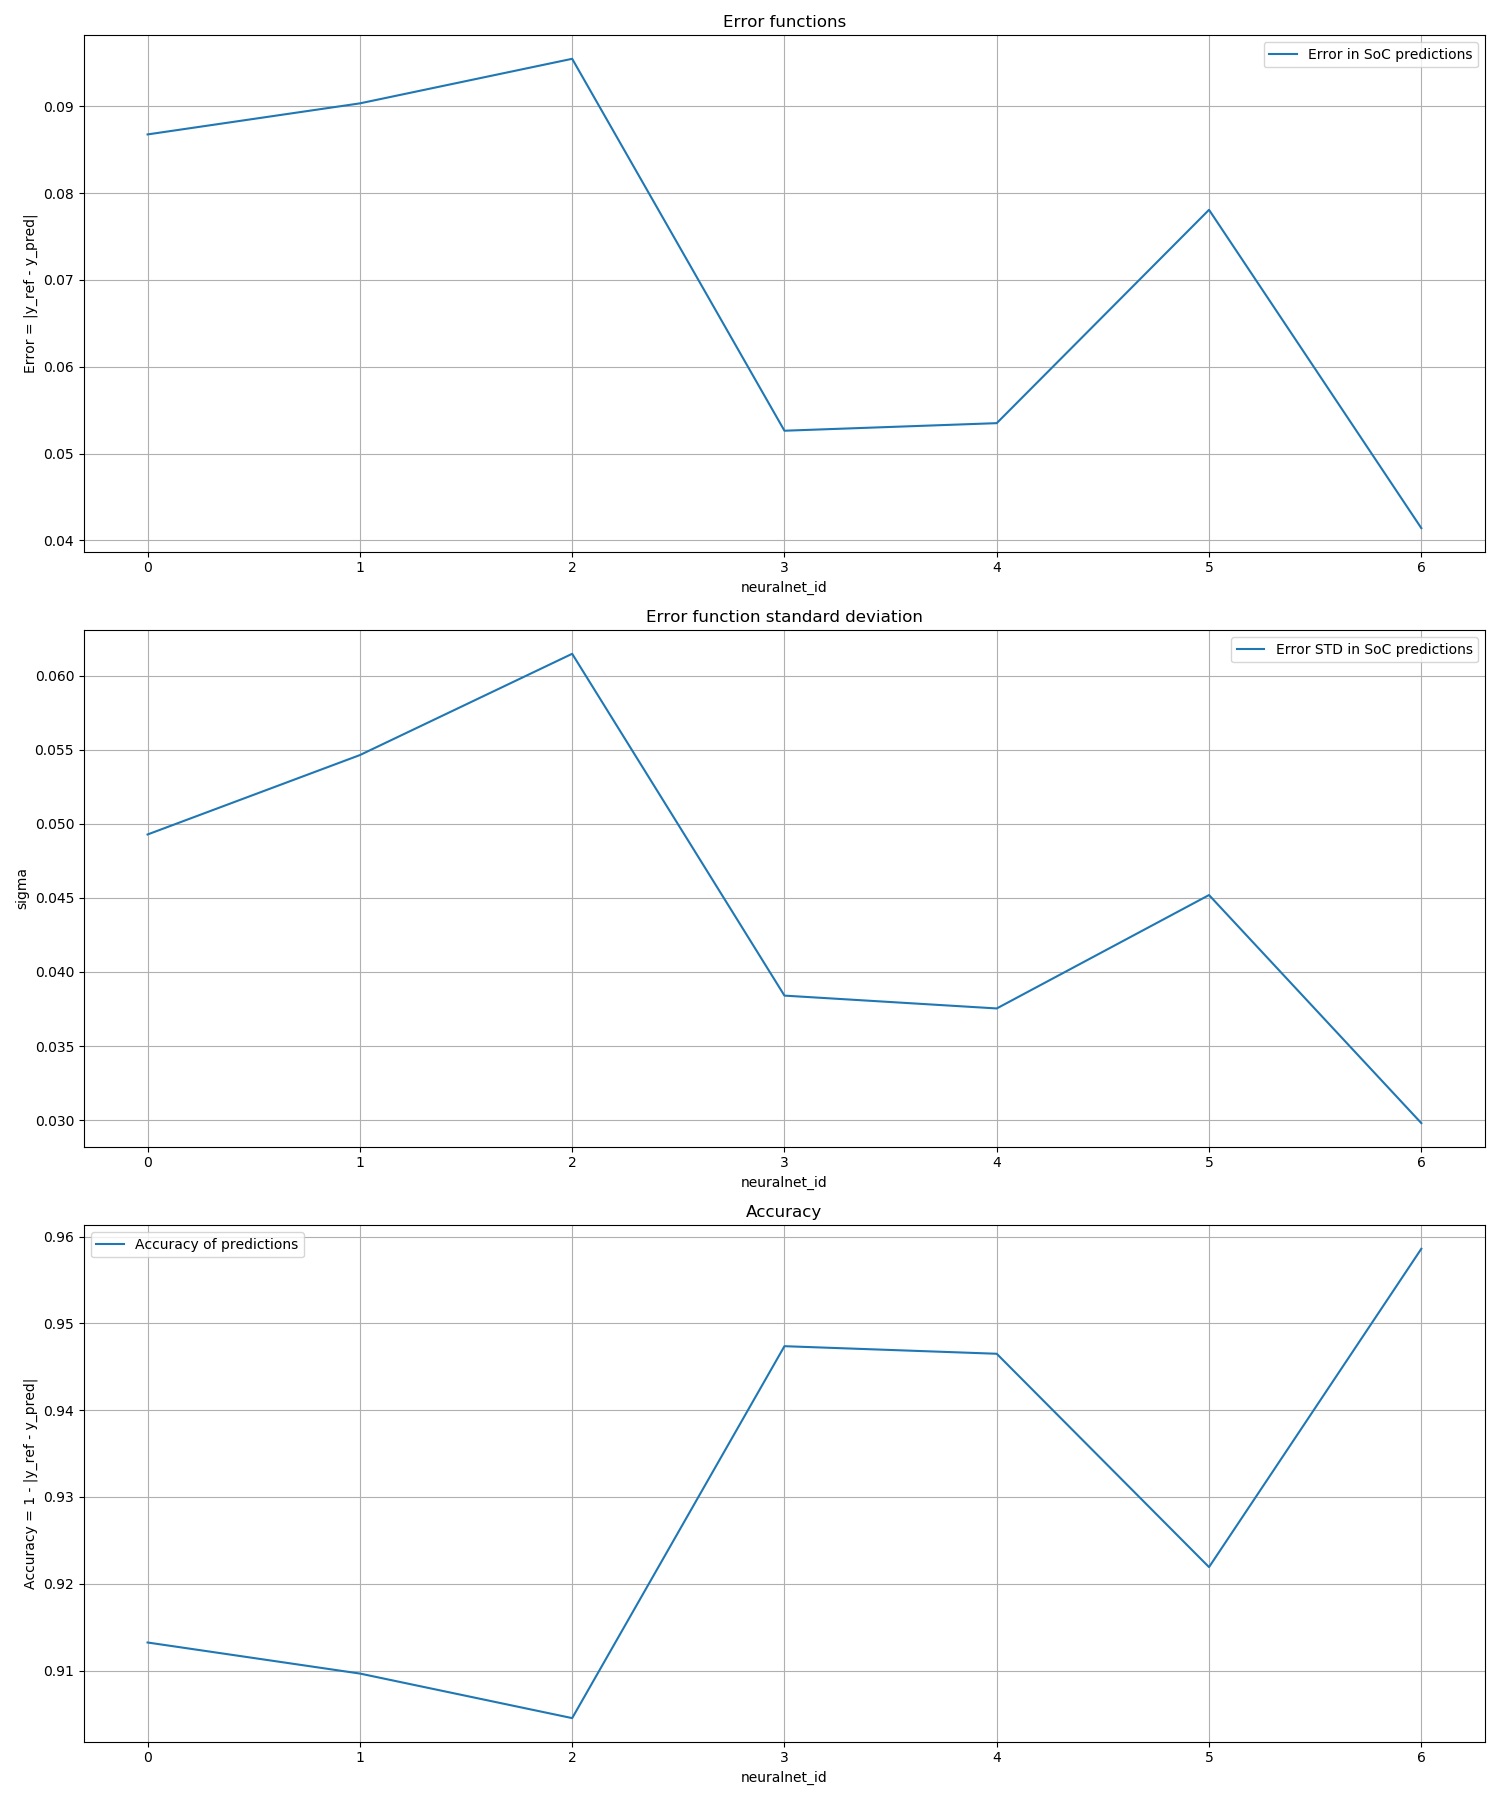 Error functions
Error in SoC predictions
Error = |y_ref - y_pred|
0.09
0.08
0.07
0.06
0.05
0.04
0 1 2 3 4 5 6
neuralnet_id
Error function standard deviation
Error STD in SoC predictions
sigma
0.060
0.055
0.050
0.045
0.040
0.035
0.030
0 1 2 3 4 5 6
neuralnet_id
Accuracy
Accuracy of predictions
Accuracy = 1 - |y_ref - y_pred|
0.96
0.95
0.94
0.93
0.92
0.91
0 1 2 3 4 5 6
neuralnet_id